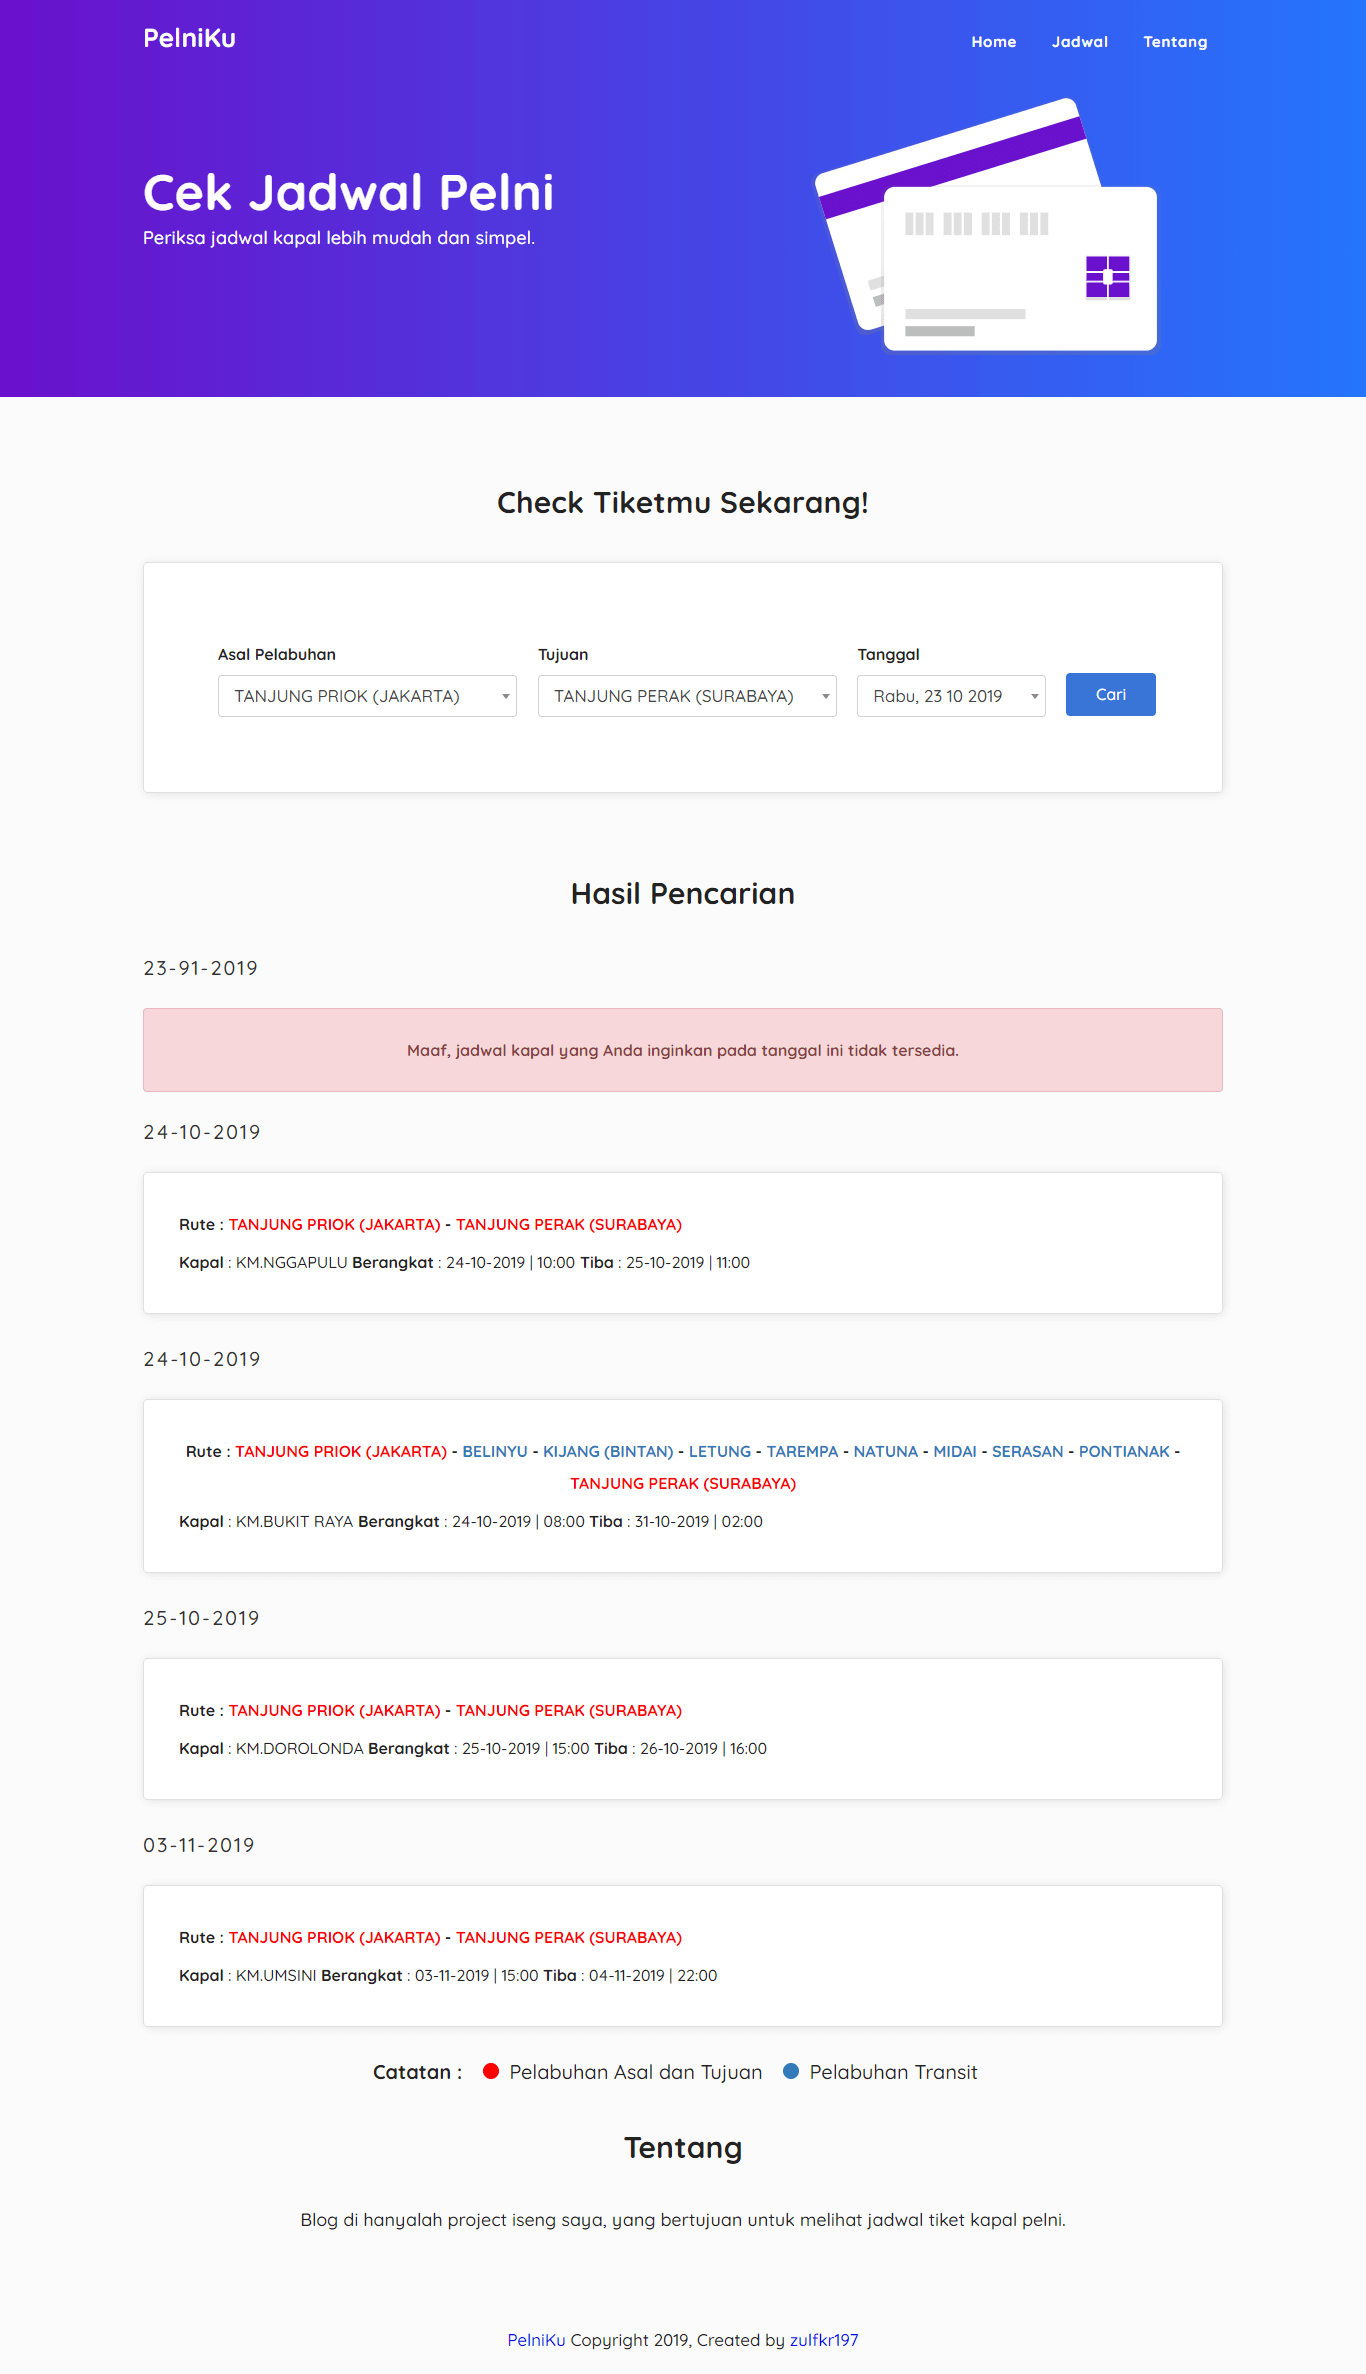 PelniKu
Home Jadwal Tentang
Cek Jadwal Pelni
Periksa jadwal kapal lebih mudah dan simpel.
Check Tiketmu Sekarang!
Asal Pelabuhan Tujuan Tanggal
TANJUNG PRIOK (JAKARTA) TANJUNG PERAK (SURABAYA) Rabu, 23 10 2019 Cari
Hasil Pencarian
23-91-2019
Maaf, jadwal kapal yang Anda inginkan pada tanggal ini tidak tersedia.
24-10-2019
Rute : TANJUNG PRIOK (JAKARTA) - TANJUNG PERAK (SURABAYA)
Kapal : KM.NGGAPULU Berangkat : 24-10-2019 | 10:00 Tiba : 25-10-2019 | 11:00
24-10-2019
Rute : TANJUNG PRIOK (JAKARTA) - BELINYU - KIJANG (BINTAN) - LETUNG - TAREMPA - NATUNA - MIDAI - SERASAN - PONTIANAK -
TANJUNG PERAK (SURABAYA)
Kapal : KM.BUKIT RAYA Berangkat : 24-10-2019 | 08:00 Tiba : 31-10-2019 | 02:00
25-10-2019
Rute : TANJUNG PRIOK (JAKARTA) - TANJUNG PERAK (SURABAYA)
Kapal : KM.DOROLONDA Berangkat : 25-10-2019 | 15:00 Tiba : 26-10-2019 | 16:00
03-11-2019
Rute : TANJUNG PRIOK (JAKARTA) - TANJUNG PERAK (SURABAYA)
Kapal : KM.UMSINI Berangkat : 03-11-2019 | 15:00 Tiba : 04-11-2019 | 22:00
Catatan : Pelabuhan Asal dan Tujuan Pelabuhan Transit
Tentang
Blog di hanyalah project iseng saya, yang bertujuan untuk melihat jadwal tiket kapal pelni.
PelniKu Copyright 2019, Created by zulfkr197